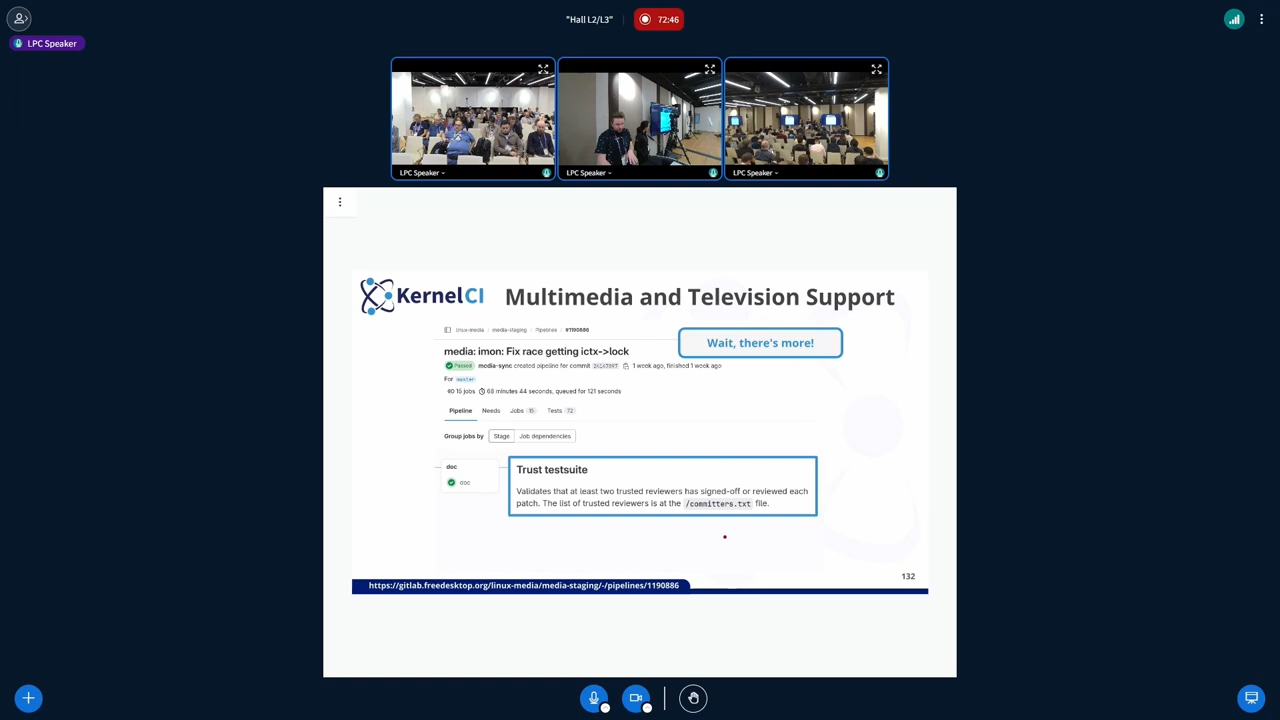 "Hall L2/L3"
72:46
LPC Speaker
LPC Speaker
LPC Speaker
LPC Speaker
KernelCI
Multimedia and Television Support
linux-media / media-staging / Pipelines / #1190886
Wait, there's more!
media: imon: Fix race getting ictx->lock
Passed media-sync created pipeline for commit 1 week ago, finished 1 week ago
For master
15 jobs 68 minutes 44 seconds, queued for 121 seconds
Pipeline Needs Jobs 15 Tests 72
Group jobs by Stage Job dependencies
doc
doc
Trust testsuite
Validates that at least two trusted reviewers has signed-off or reviewed each
patch. The list of trusted reviewers is at the /committers.txt file.
132
https://gitlab.freedesktop.org/linux-media/media-staging/-/pipelines/1190886